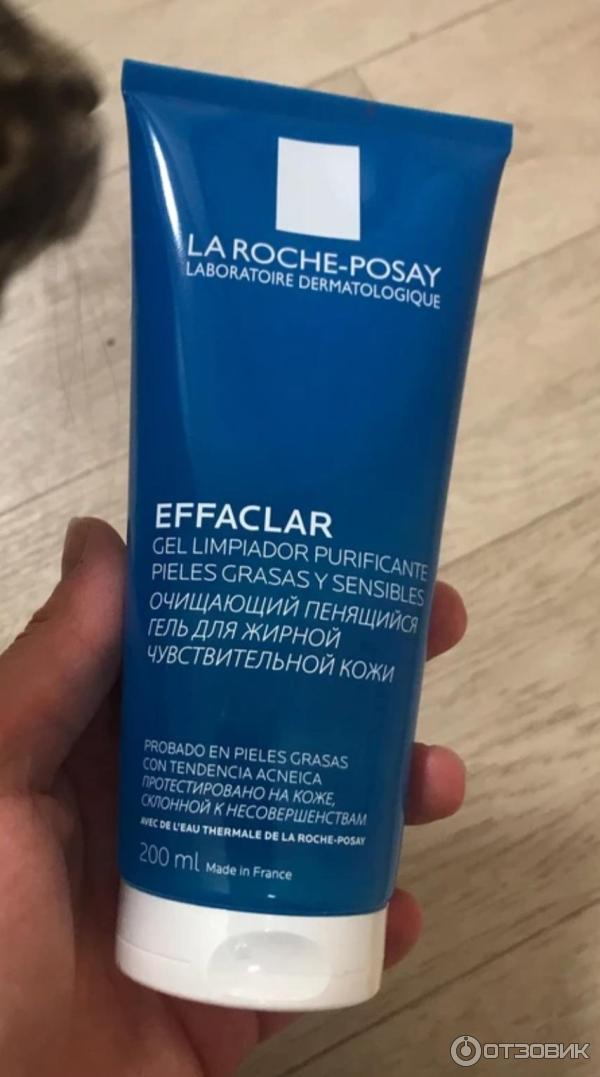 LA ROCHE-POSAY
LABORATOIRE DERMATOLOGIQUE
EFFACLAR
GEL LIMPIADOR PURIFICANTE
PIELES GRASAS Y SENSIBLES
ОЧИЩАЮЩИЙ ПЕНЯЩИЙСЯ
ГЕЛЬ ДЛЯ ЖИРНОЙ
ЧУВСТВИТЕЛЬНОЙ КОЖИ
PROBADO EN PIELES GRASAS
CON TENDENCIA ACNEICA
ПРОТЕСТИРОВАНО НА КОЖЕ,
СКЛОННОЙ К НЕСОВЕРШЕНСТВАМ
AVEC DE L'EAU THERMALE DE LA ROCHE-POSAY
200 ml Made in France
ОТЗОВИК